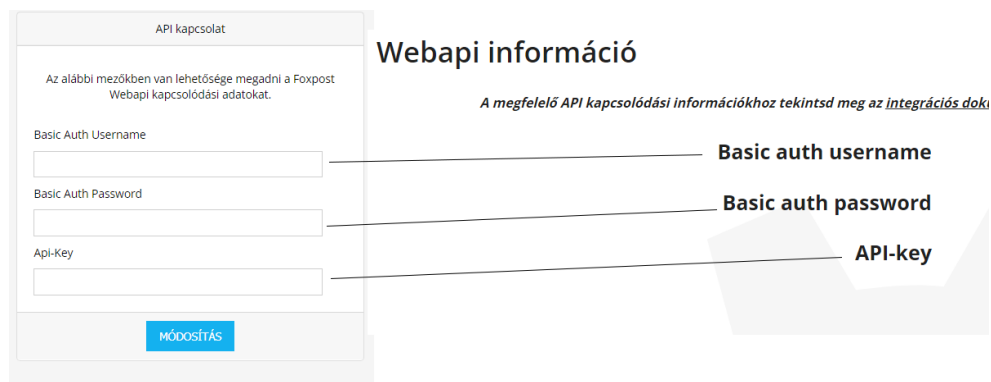 API kapcsolat
Az alábbi mezőkben van lehetősége megadni a Foxpost
Webapi kapcsolódási adatokat.
Basic Auth Username
Basic Auth Password
Api-Key
MÓDOSÍTÁS
Webapi információ
A megfelelő API kapcsolódási információkhoz tekintsd meg az integrációs
Basic auth username
Basic auth password
API-key